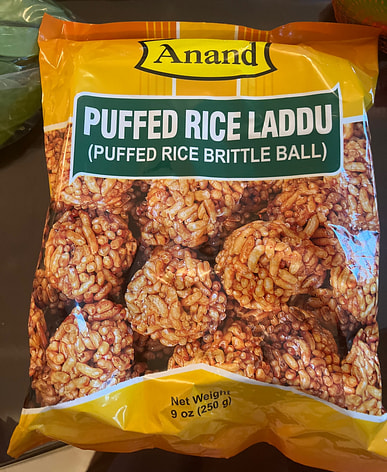 Anand
PUFFED RICE LADDU
(PUFFED RICE BRITTLE BALL)
Net Weight
9 oz (250 g)